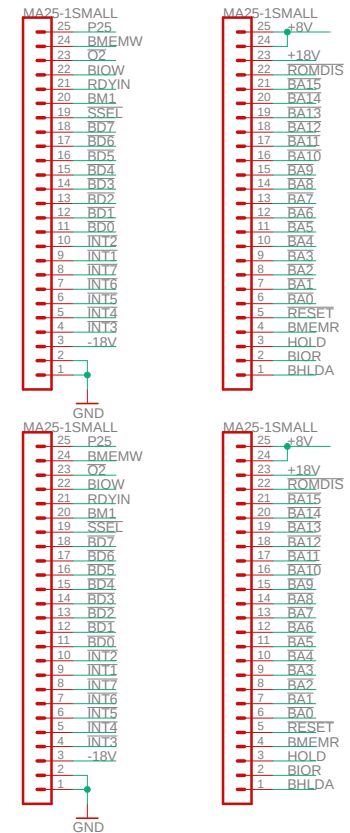 MA25-1SMALL
25 P25
24 BMEMW
23 O2
22 BIOW
21 RDYIN
20 BM1
19 SSEL
18 BD7
17 BD6
16 BD5
15 BD4
14 BD3
13 BD2
12 BD1
11 BD0
10 INT2
9 INT1
8 INT7
7 INT6
6 INT5
5 INT4
4 INT3
3 -18V
2
1
GND
MA25-1SMALL
25 +8V
24
23 +18V
22 ROMDIS
21 BA15
20 BA14
19 BA13
18 BA12
17 BA11
16 BA10
15 BA9
14 BA8
13 BA7
12 BA6
11 BA5
10 BA4
9 BA3
8 BA2
7 BA1
6 BA0
5 RESET
4 BMEMR
3 HOLD
2 BIOR
1 BHLDA
MA25-1SMALL
25 P25
24 BMEMW
23 O2
22 BIOW
21 RDYIN
20 BM1
19 SSEL
18 BD7
17 BD6
16 BD5
15 BD4
14 BD3
13 BD2
12 BD1
11 BD0
10 INT2
9 INT1
8 INT7
7 INT6
6 INT5
5 INT4
4 INT3
3 -18V
2
1
GND
MA25-1SMALL
25 +8V
24
23 +18V
22 ROMDIS
21 BA15
20 BA14
19 BA13
18 BA12
17 BA11
16 BA10
15 BA9
14 BA8
13 BA7
12 BA6
11 BA5
10 BA4
9 BA3
8 BA2
7 BA1
6 BA0
5 RESET
4 BMEMR
3 HOLD
2 BIOR
1 BHLDA